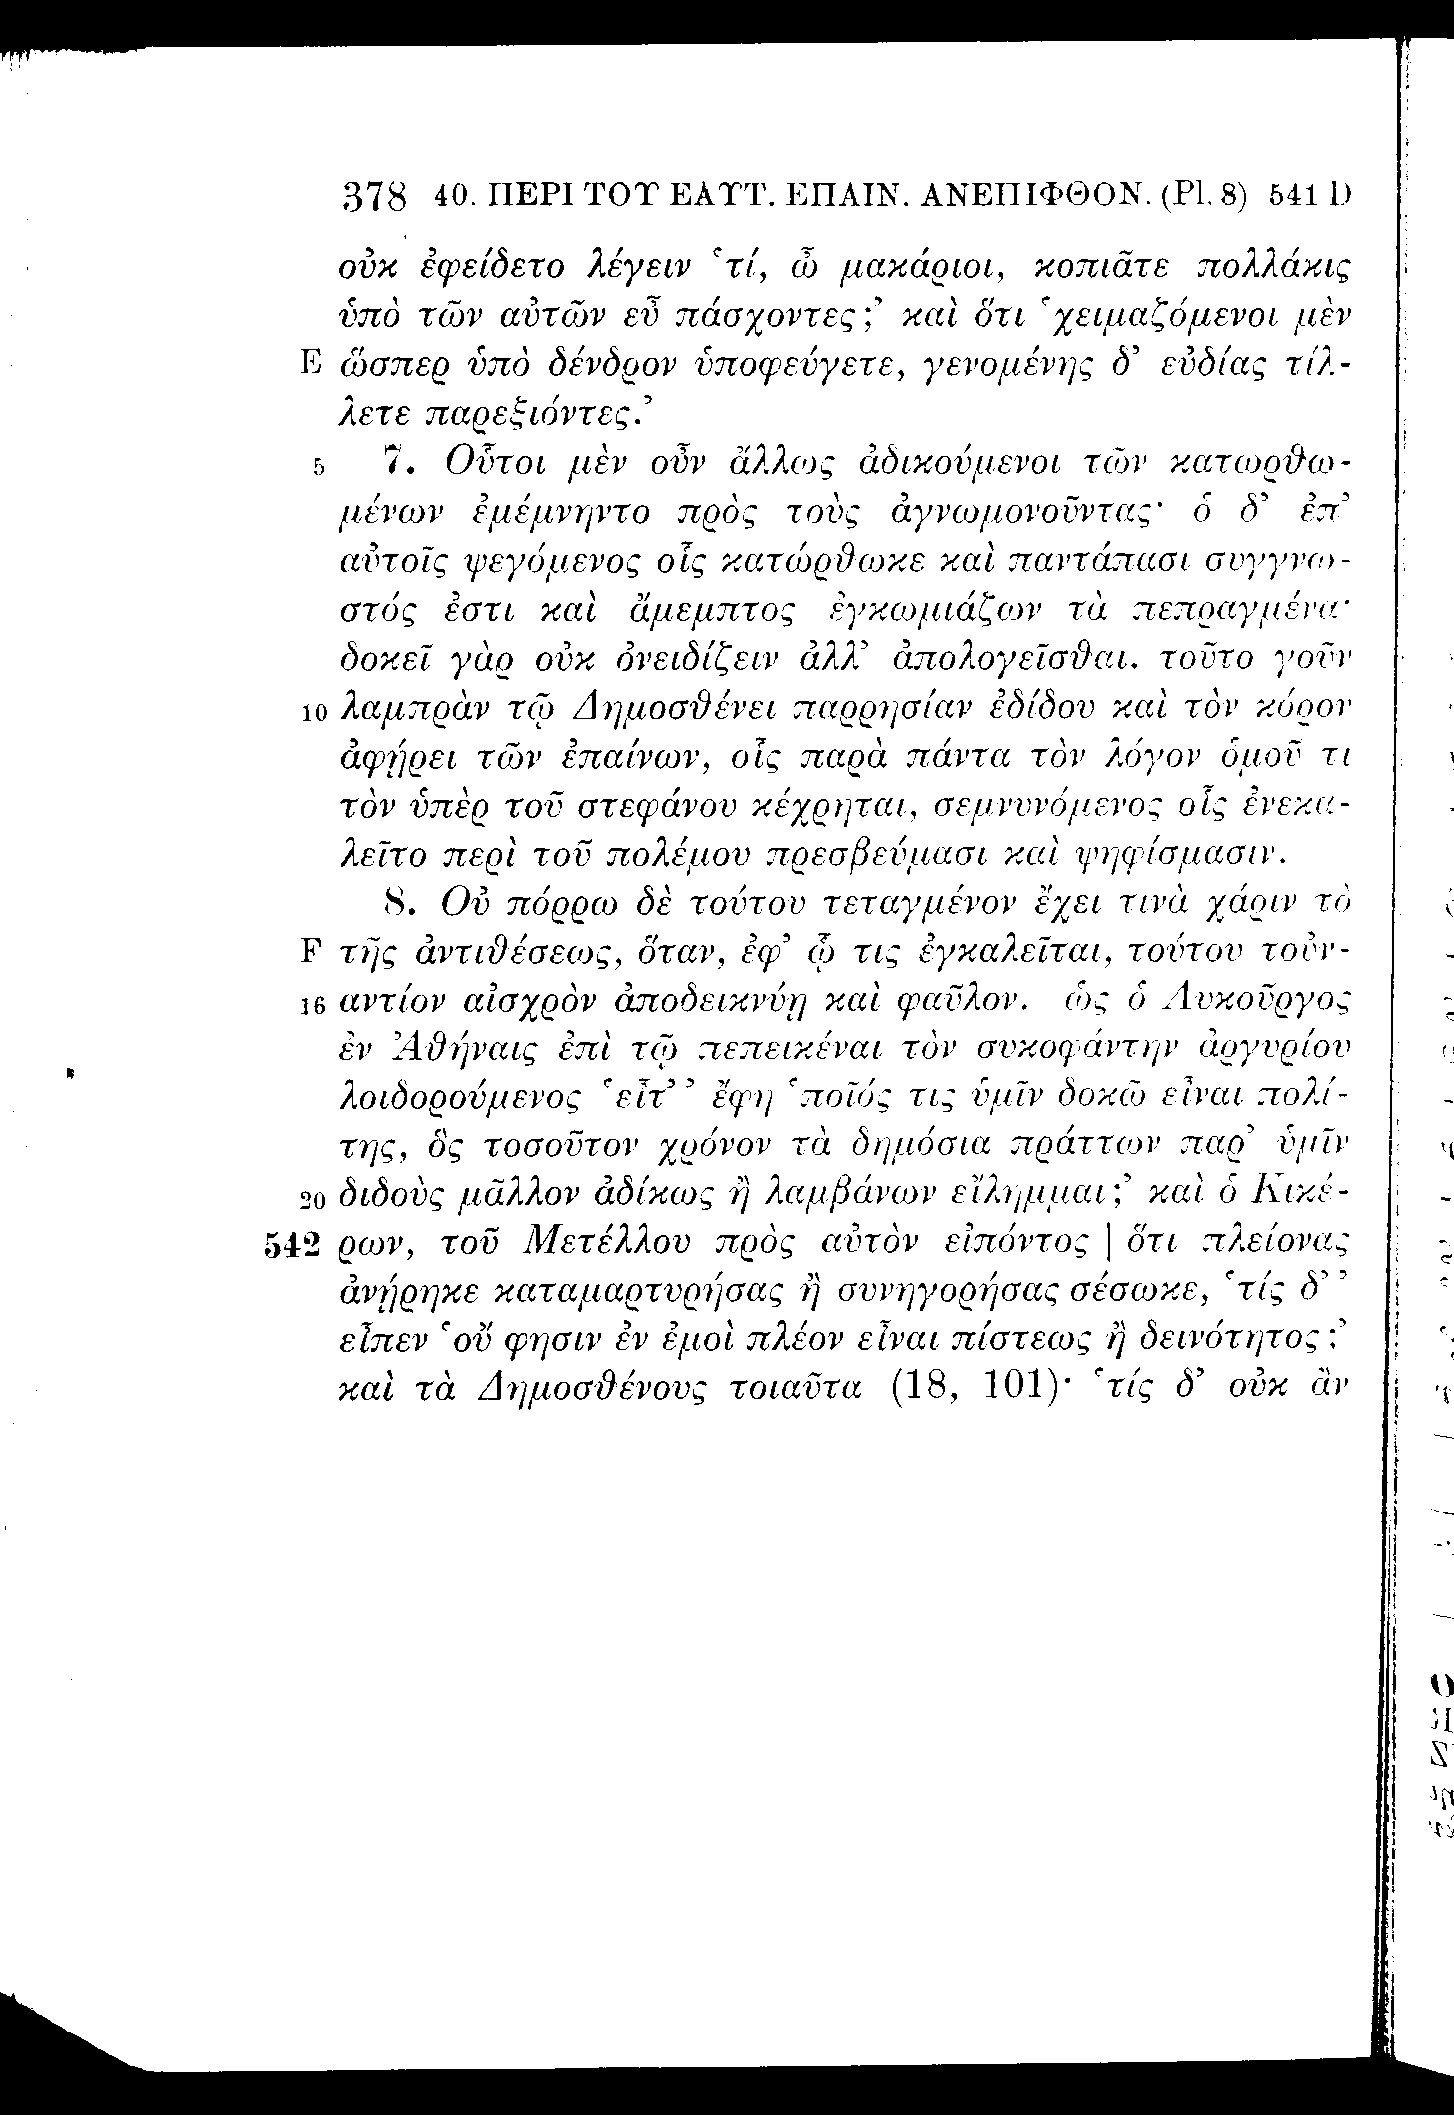 378 40. ΠΕΡΙ ΤΟΥ ΕΑΥΤ. ΕΠΑΙΝ. ΑΝΕΠΙΦΘΟΝ. (Pl. 8) 541 D
οὐκ ἐφείδετο λέγειν ‘τί, ὦ μακάριοι, κοπιᾶτε πολλάκις
ὑπὸ τῶν αὐτῶν εὖ πάσχοντες;’ καὶ ὅτι ‘χειμαζόμενοι μὲν
E ὥσπερ ὑπὸ δένδρον ὑποφεύγετε, γενομένης δ’ εὐδίας τίλ-
λετε παρεξιόντες.’
5 7. Οὗτοι μὲν οὖν ἄλλως ἀδικούμενοι τῶν κατωρθω-
μένων ἐμέμνηντο πρὸς τοὺς ἀγνωμονοῦντας· ὁ δ’ ἐπ’
αὐτοῖς ψεγόμενος οἷς κατώρθωκε καὶ παντάπασι συγγνω-
στός ἐστι καὶ ἄμεμπτος ἐγκωμιάζων τὰ πεπραγμένα·
δοκεῖ γὰρ οὐκ ὀνειδίζειν ἀλλ’ ἀπολογεῖσθαι. τοῦτο γοῦν
10 λαμπρὰν τῷ Δημοσθένει παρρησίαν ἐδίδου καὶ τὸν κόρον
ἀφῄρει τῶν ἐπαίνων, οἷς παρὰ πάντα τὸν λόγον ὁμοῦ τι
τὸν ὑπὲρ τοῦ στεφάνου κέχρηται, σεμνυνόμενος οἷς ἐνεκα-
λεῖτο περὶ τοῦ πολέμου πρεσβεύμασι καὶ ψηφίσμασιν.
8. Οὐ πόρρω δὲ τούτου τεταγμένον ἔχει τινὰ χάριν τὸ
F τῆς ἀντιθέσεως, ὅταν, ἐφ’ ᾧ τις ἐγκαλεῖται, τούτου τοὐν-
16 αντίον αἰσχρὸν ἀποδεικνύῃ καὶ φαῦλον. ὡς ὁ Λυκοῦργος
ἐν Ἀθήναις ἐπὶ τῷ πεπεικέναι τὸν συκοφάντην ἀργυρίου
λοιδορούμενος ‘εἶτ’’ ἔφη ‘ποῖός τις ὑμῖν δοκῶ εἶναι πολί-
της, ὃς τοσοῦτον χρόνον τὰ δημόσια πράττων παρ’ ὑμῖν
20 διδοὺς μᾶλλον ἀδίκως ἢ λαμβάνων εἴλημμαι;’ καὶ ὁ Κικέ-
542 ρων, τοῦ Μετέλλου πρὸς αὐτὸν εἰπόντος | ὅτι πλείονας
ἀνῄρηκε καταμαρτυρήσας ἢ συνηγορήσας σέσωκε, ‘τίς δ’’
εἶπεν ‘οὔ φησιν ἐν ἐμοὶ πλέον εἶναι πίστεως ἢ δεινότητος;’
καὶ τὰ Δημοσθένους τοιαῦτα (18, 101)· ‘τίς δ’ οὐκ ἂν